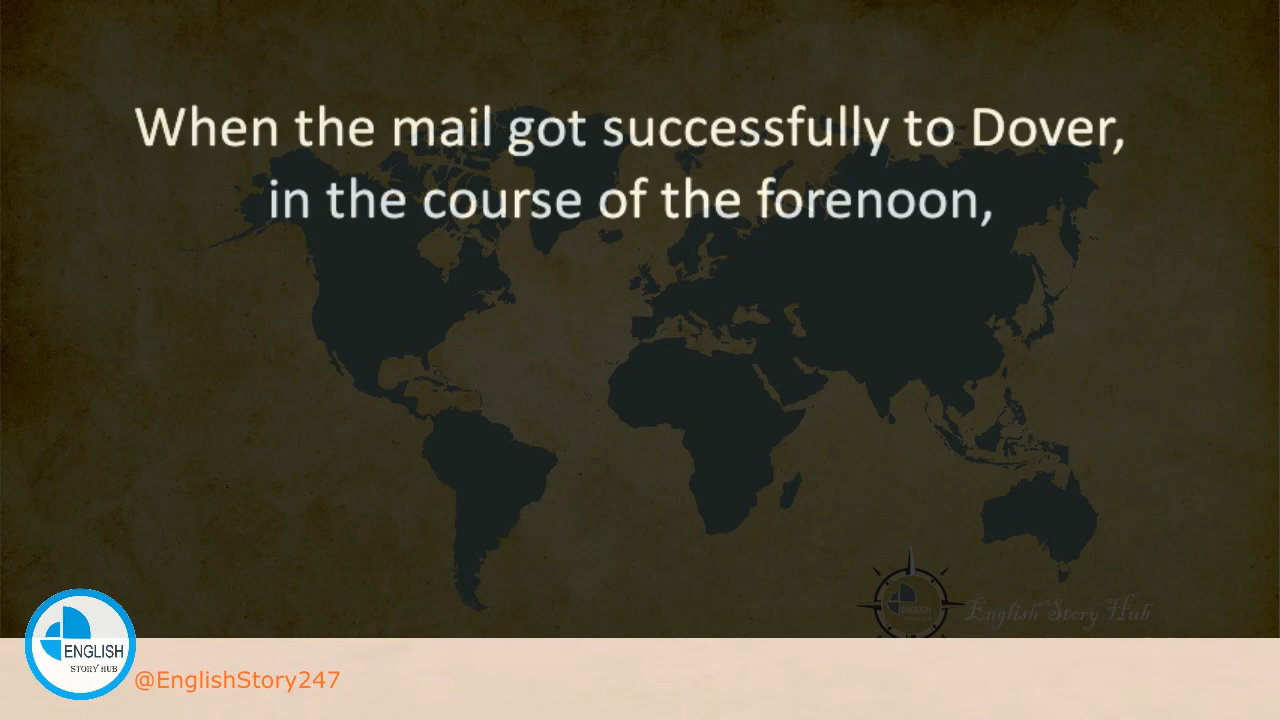 When the mail got successfully to Dover,
in the course of the forenoon,
English Story Hub
ENGLISH
STORY HUB
@EnglishStory247